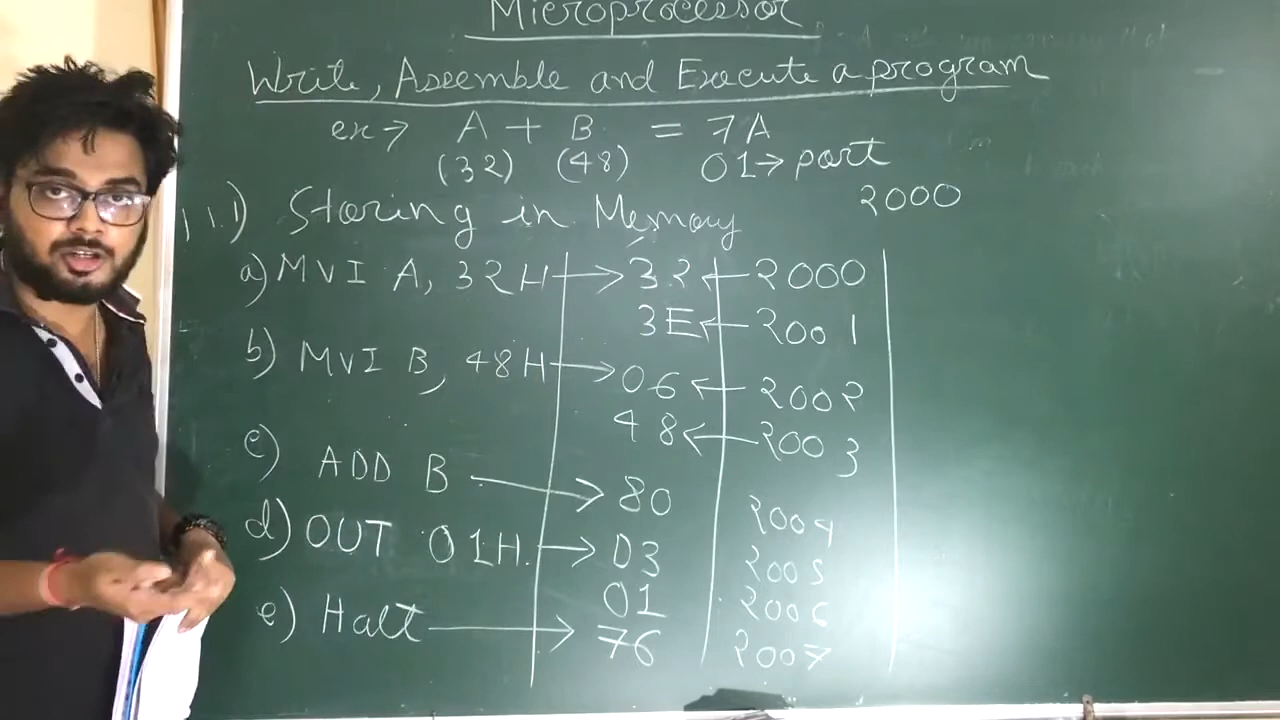 Microprocessor
Write, Assemble and Execute a program
ex → A + B = 7A
(32) (48) 01 → port
1.1) Storing in Memory 2000
a) MVI A, 32H → 32 ← 2000
3E ← 2001
b) MVI B, 48H → 06 ← 2002
48 ← 2003
c) ADD B → 80 2004
d) OUT 01H. → D3 2005
01 2006
e) Halt → 76 2007